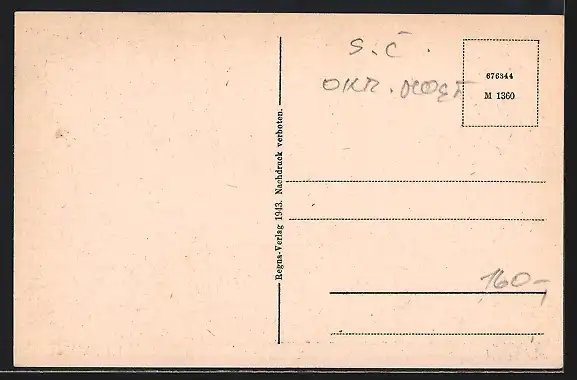 S.Č.
OKR. MOST
676344
M 1360
Regna-Verlag 1943. Nachdruck verboten.
160,-